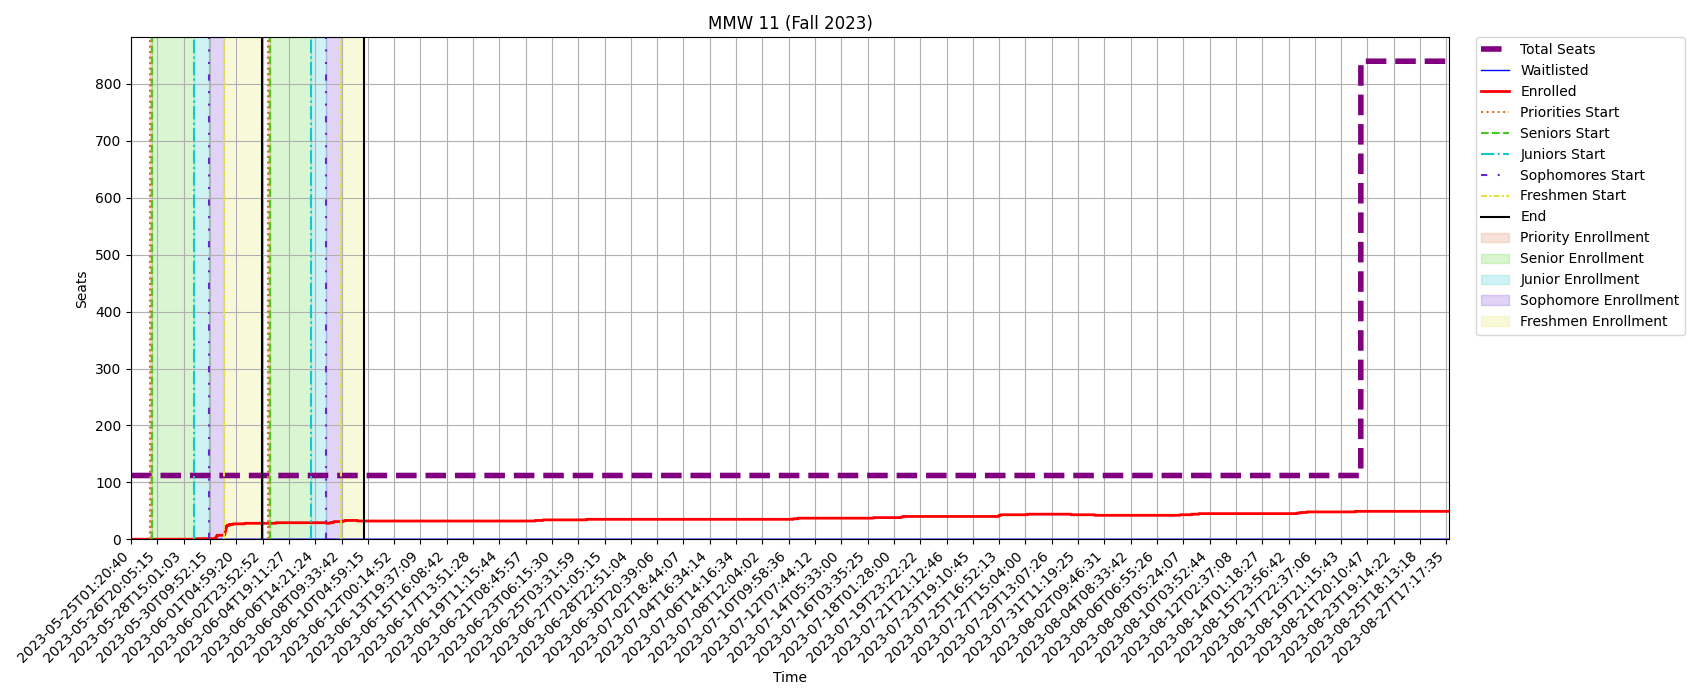 MMW 11 (Fall 2023)
Seats
800
700
600
500
400
300
200
100
0
2023-05-25T01:20:40
2023-05-26T20:05:15
2023-05-28T15:01:03
2023-05-30T09:52:15
2023-06-01T04:59:20
2023-06-02T23:52:52
2023-06-04T19:11:27
2023-06-06T14:21:24
2023-06-08T09:33:42
2023-06-10T04:59:15
2023-06-12T00:14:52
2023-06-13T19:37:09
2023-06-15T16:08:42
2023-06-17T13:51:28
2023-06-19T11:15:44
2023-06-21T08:45:57
2023-06-23T06:15:30
2023-06-25T03:31:59
2023-06-27T01:05:15
2023-06-28T22:51:04
2023-06-30T20:39:06
2023-07-02T18:44:07
2023-07-04T16:34:14
2023-07-06T14:16:34
2023-07-08T12:04:02
2023-07-10T09:58:36
2023-07-12T07:44:12
2023-07-14T05:33:00
2023-07-16T03:35:25
2023-07-18T01:28:00
2023-07-19T23:22:22
2023-07-21T21:12:46
2023-07-23T19:10:45
2023-07-25T16:52:13
2023-07-27T15:04:00
2023-07-29T13:07:26
2023-07-31T11:19:25
2023-08-02T09:46:31
2023-08-04T08:33:42
2023-08-06T06:55:26
2023-08-08T05:24:07
2023-08-10T03:52:44
2023-08-12T02:37:08
2023-08-14T01:18:27
2023-08-15T23:56:42
2023-08-17T22:37:06
2023-08-19T21:15:43
2023-08-21T20:10:47
2023-08-23T19:14:22
2023-08-25T18:13:18
2023-08-27T17:17:35
Time
Total Seats
Waitlisted
Enrolled
Priorities Start
Seniors Start
Juniors Start
Sophomores Start
Freshmen Start
End
Priority Enrollment
Senior Enrollment
Junior Enrollment
Sophomore Enrollment
Freshmen Enrollment